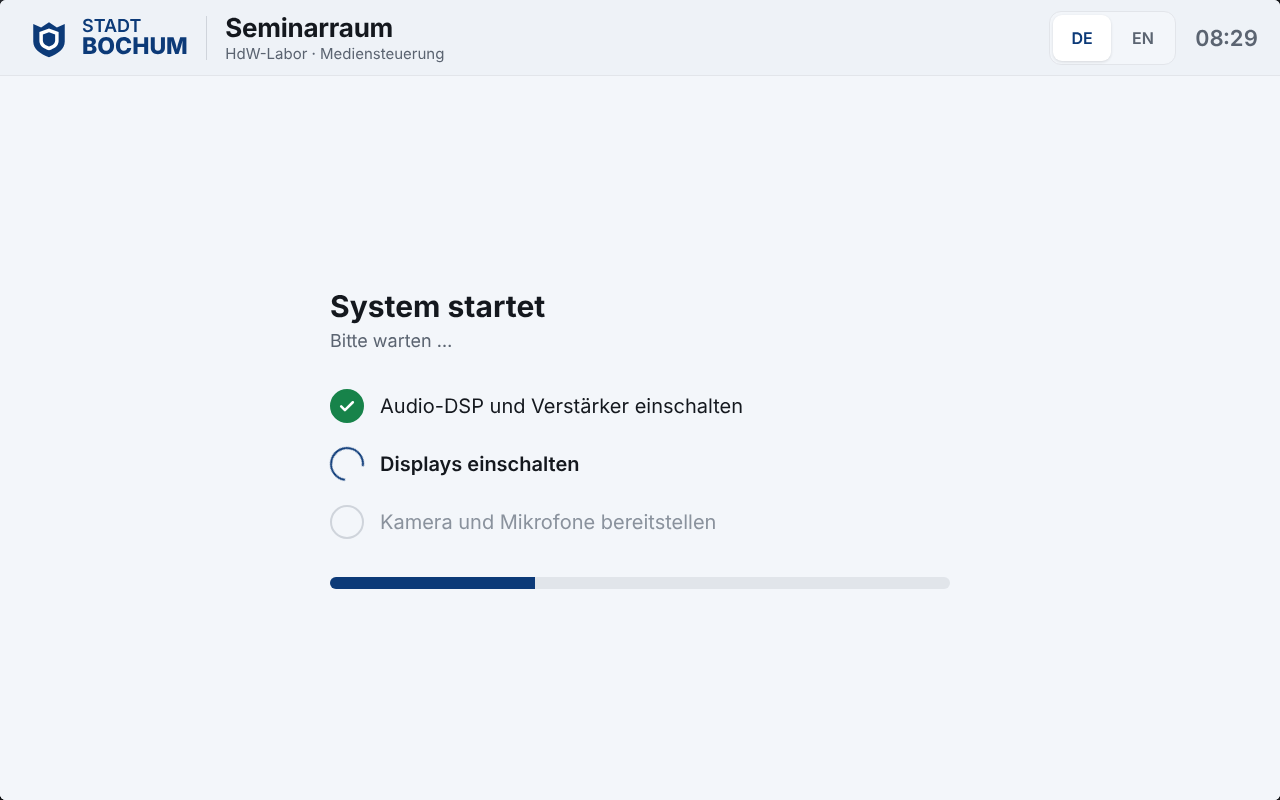 STADT
BOCHUM
Seminarraum
HdW-Labor · Mediensteuerung
DE
EN
08:29
System startet
Bitte warten ...
Audio-DSP und Verstärker einschalten
Displays einschalten
Kamera und Mikrofone bereitstellen